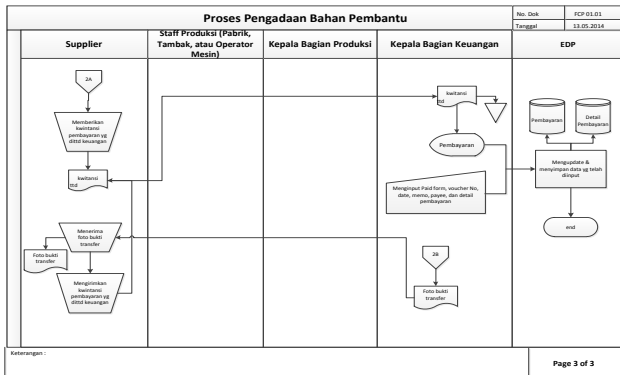 Proses Pengadaan Bahan Pembantu
No. Dok
FCP 01.01
Tanggal
13.05.2014
Supplier
Staff Produksi (Pabrik,
Tambak, atau Operator
Mesin)
Kepala Bagian Produksi
Kepala Bagian Keuangan
EDP
2A
Memberikan
kwintansi
pembayaran yg
dittd keuangan
kwitansi
ttd
Menerima
foto bukti
transfer
Foto bukti
transfer
Mengirimkan
kwintansi
pembayaran yg
dittd keuangan
kwitansi
ttd
Pembayaran
Menginput Paid form, voucher No,
date, memo, payee, dan detail
pembayaran
2B
Foto bukti
transfer
Pembayaran
Detail
Pembayaran
Mengupdate &
menyimpan data yg telah
diinput
end
Keterangan :
Page 3 of 3